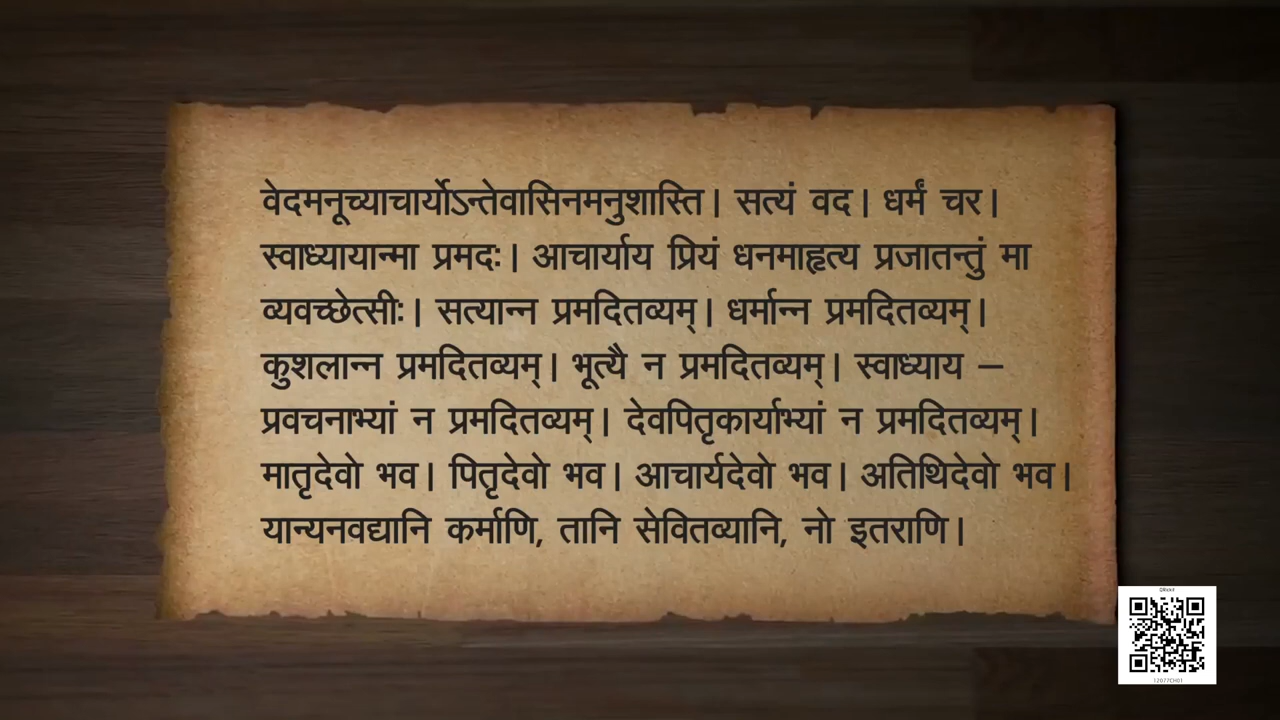 वेदमनूच्याचार्योऽन्तेवासिनमनुशास्ति। सत्यं वद। धर्मं चर।
स्वाध्यायान्मा प्रमदः। आचार्याय प्रियं धनमाहृत्य प्रजातन्तुं मा
व्यवच्छेत्सीः। सत्यान्न प्रमदितव्यम्। धर्मान्न प्रमदितव्यम्।
कुशलान्न प्रमदितव्यम्। भूत्यै न प्रमदितव्यम्। स्वाध्याय –
प्रवचनाभ्यां न प्रमदितव्यम्। देवपितृकार्याभ्यां न प्रमदितव्यम्।
मातृदेवो भव। पितृदेवो भव। आचार्यदेवो भव। अतिथिदेवो भव।
यान्यनवद्यानि कर्माणि, तानि सेवितव्यानि, नो इतराणि।
12077CH01